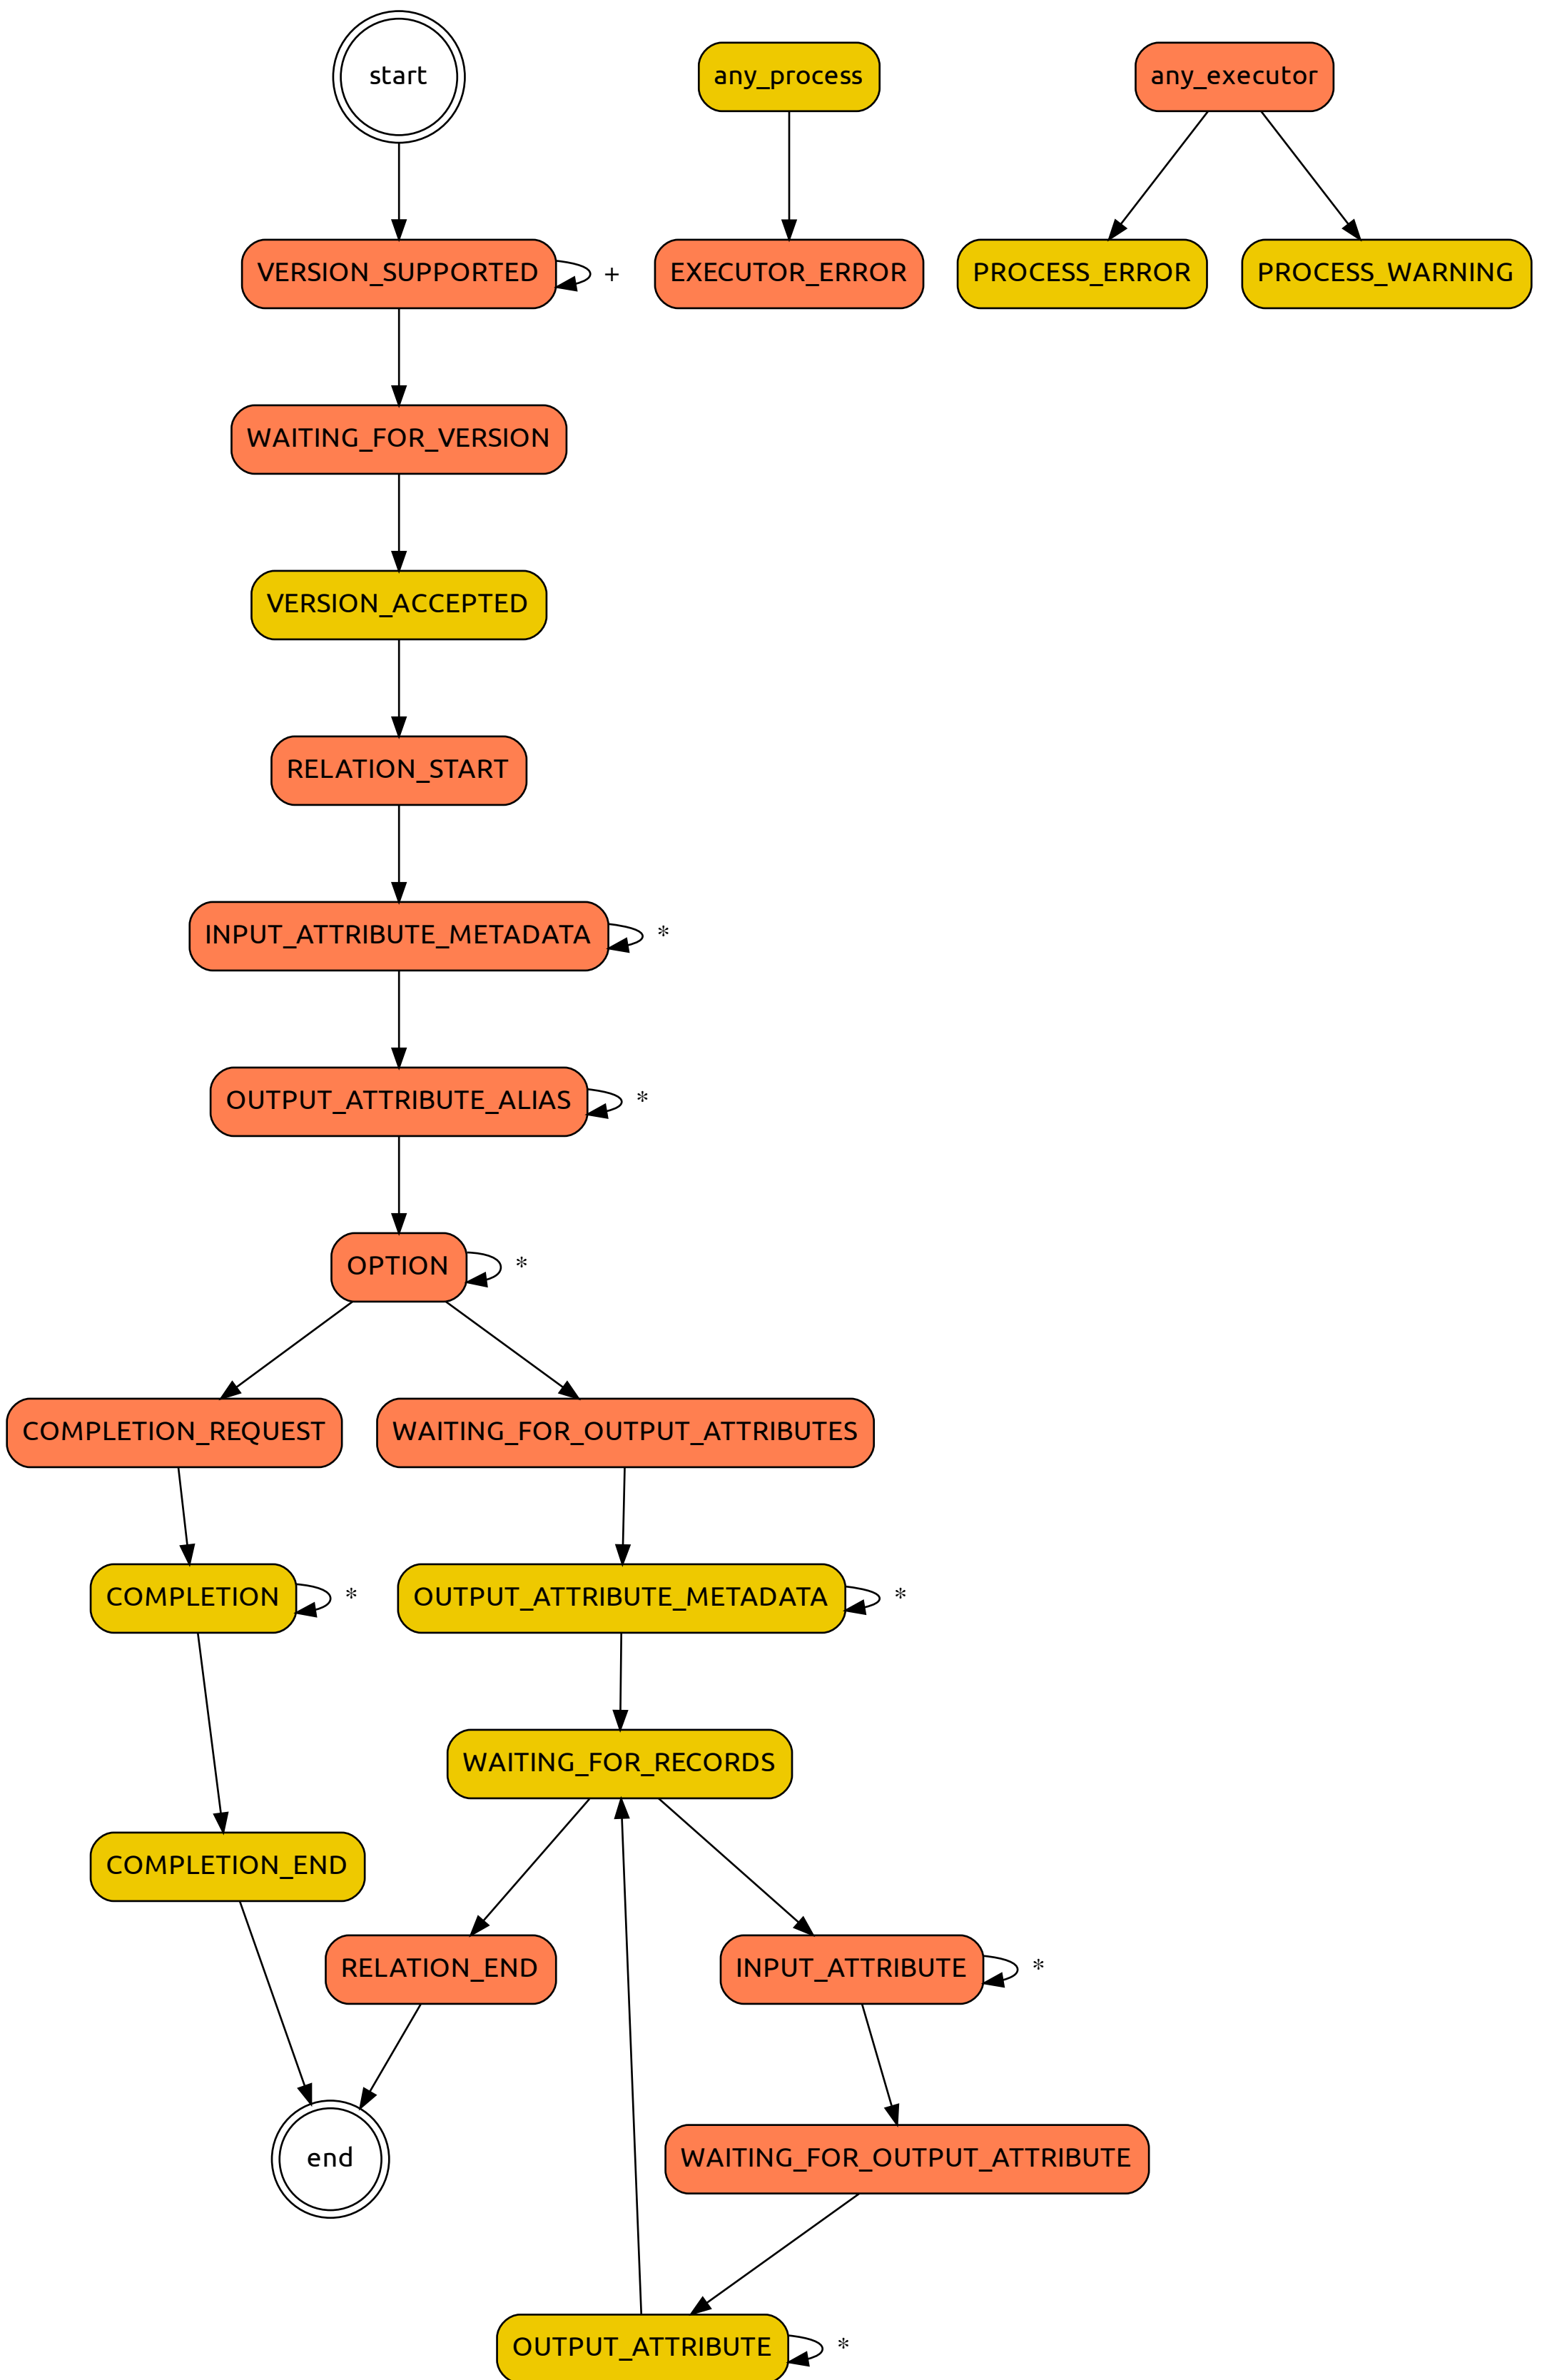 start
any_process
any_executor
VERSION_SUPPORTED
+
EXECUTOR_ERROR
PROCESS_ERROR
PROCESS_WARNING
WAITING_FOR_VERSION
VERSION_ACCEPTED
RELATION_START
INPUT_ATTRIBUTE_METADATA
*
OUTPUT_ATTRIBUTE_ALIAS
*
OPTION
*
COMPLETION_REQUEST
WAITING_FOR_OUTPUT_ATTRIBUTES
COMPLETION
*
OUTPUT_ATTRIBUTE_METADATA
*
WAITING_FOR_RECORDS
COMPLETION_END
RELATION_END
INPUT_ATTRIBUTE
*
end
WAITING_FOR_OUTPUT_ATTRIBUTE
OUTPUT_ATTRIBUTE
*